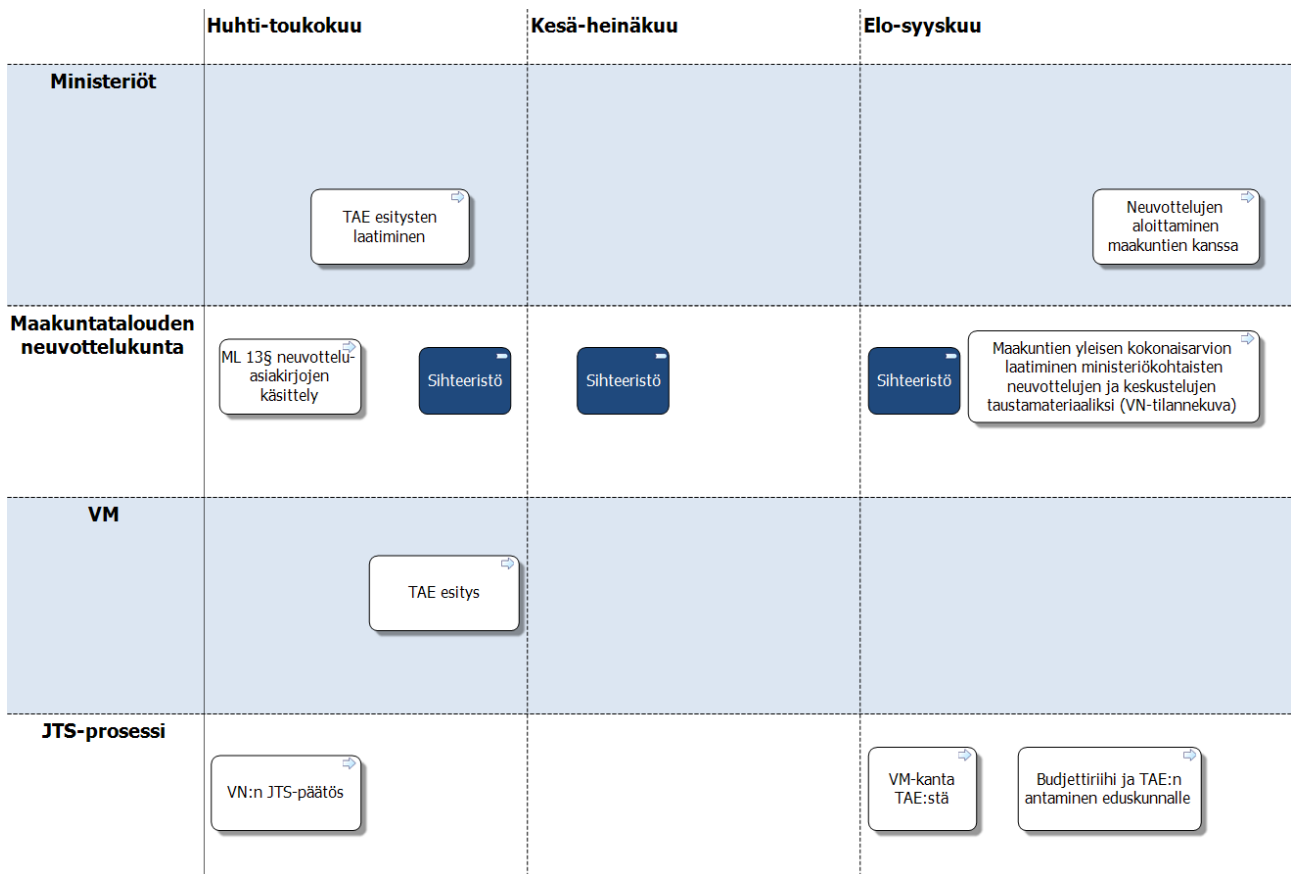 Huhti-toukokuu
Kesä-heinäkuu
Elo-syyskuu
Ministeriöt
TAE esitysten
laatiminen
Neuvottelujen
aloittaminen
maakuntien kanssa
Maakuntatalouden
neuvottelukunta
ML 13§ neuvottelu-
asiakirjojen
käsittely
Sihteeristö
Sihteeristö
Sihteeristö
Maakuntien yleisen kokonaisarvion
laatiminen ministeriökohtaisten
neuvottelujen ja keskustelujen
taustamateriaaliksi (VN-tilannekuva)
VM
TAE esitys
JTS-prosessi
VN:n JTS-päätös
VM-kanta
TAE:stä
Budjettiriihi ja TAE:n
antaminen eduskunnalle